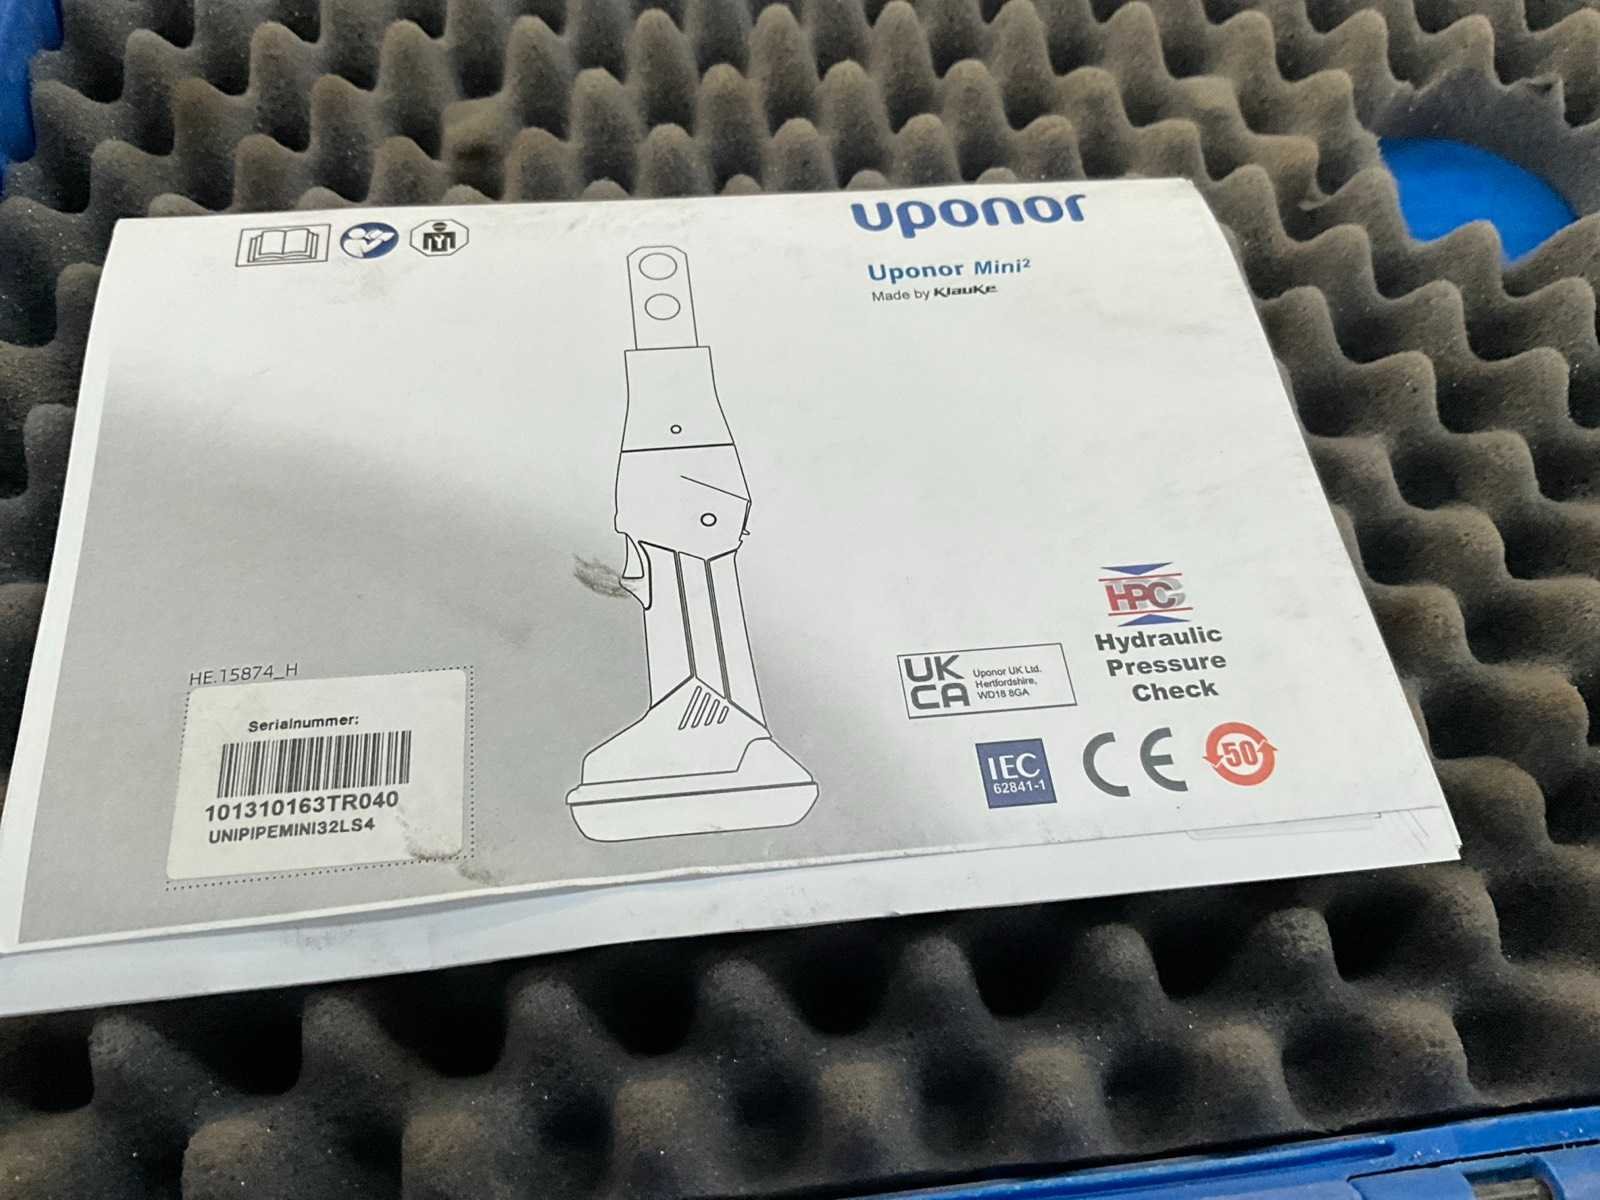 uponor
Uponor Mini²
Made by Klauke
HE.15874_H
Serialnummer:
101310163TR040
UNIPIPEMINI32LS4
HPC
Hydraulic
Pressure
Check
UK
CA
Uponor UK Ltd.
Hertfordshire,
WD18 8GA
IEC
62841-1
CE
50